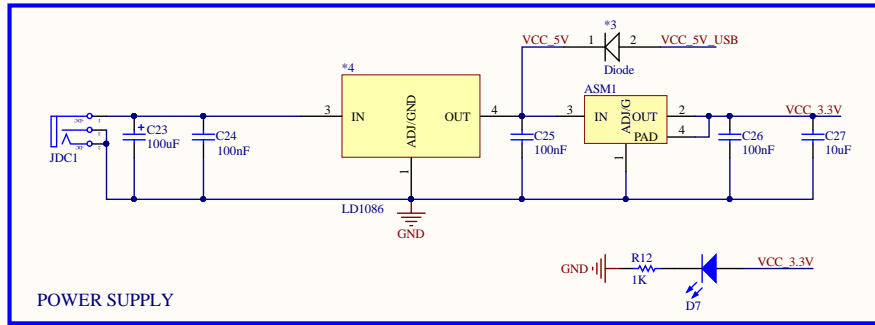 *3
VCC_5V 1 2 VCC_5V_USB
Diode
*4
ASM1
3 IN OUT 4
ADJ/GND
1
3 IN OUT 2
ADJ/G
PAD 4
1
VCC_3.3V
JDC1
+ C23
100uF
C24
100nF
C25
100nF
C26
100nF
C27
10uF
LD1086
GND
GND R12
1K
VCC_3.3V
D7
POWER SUPPLY